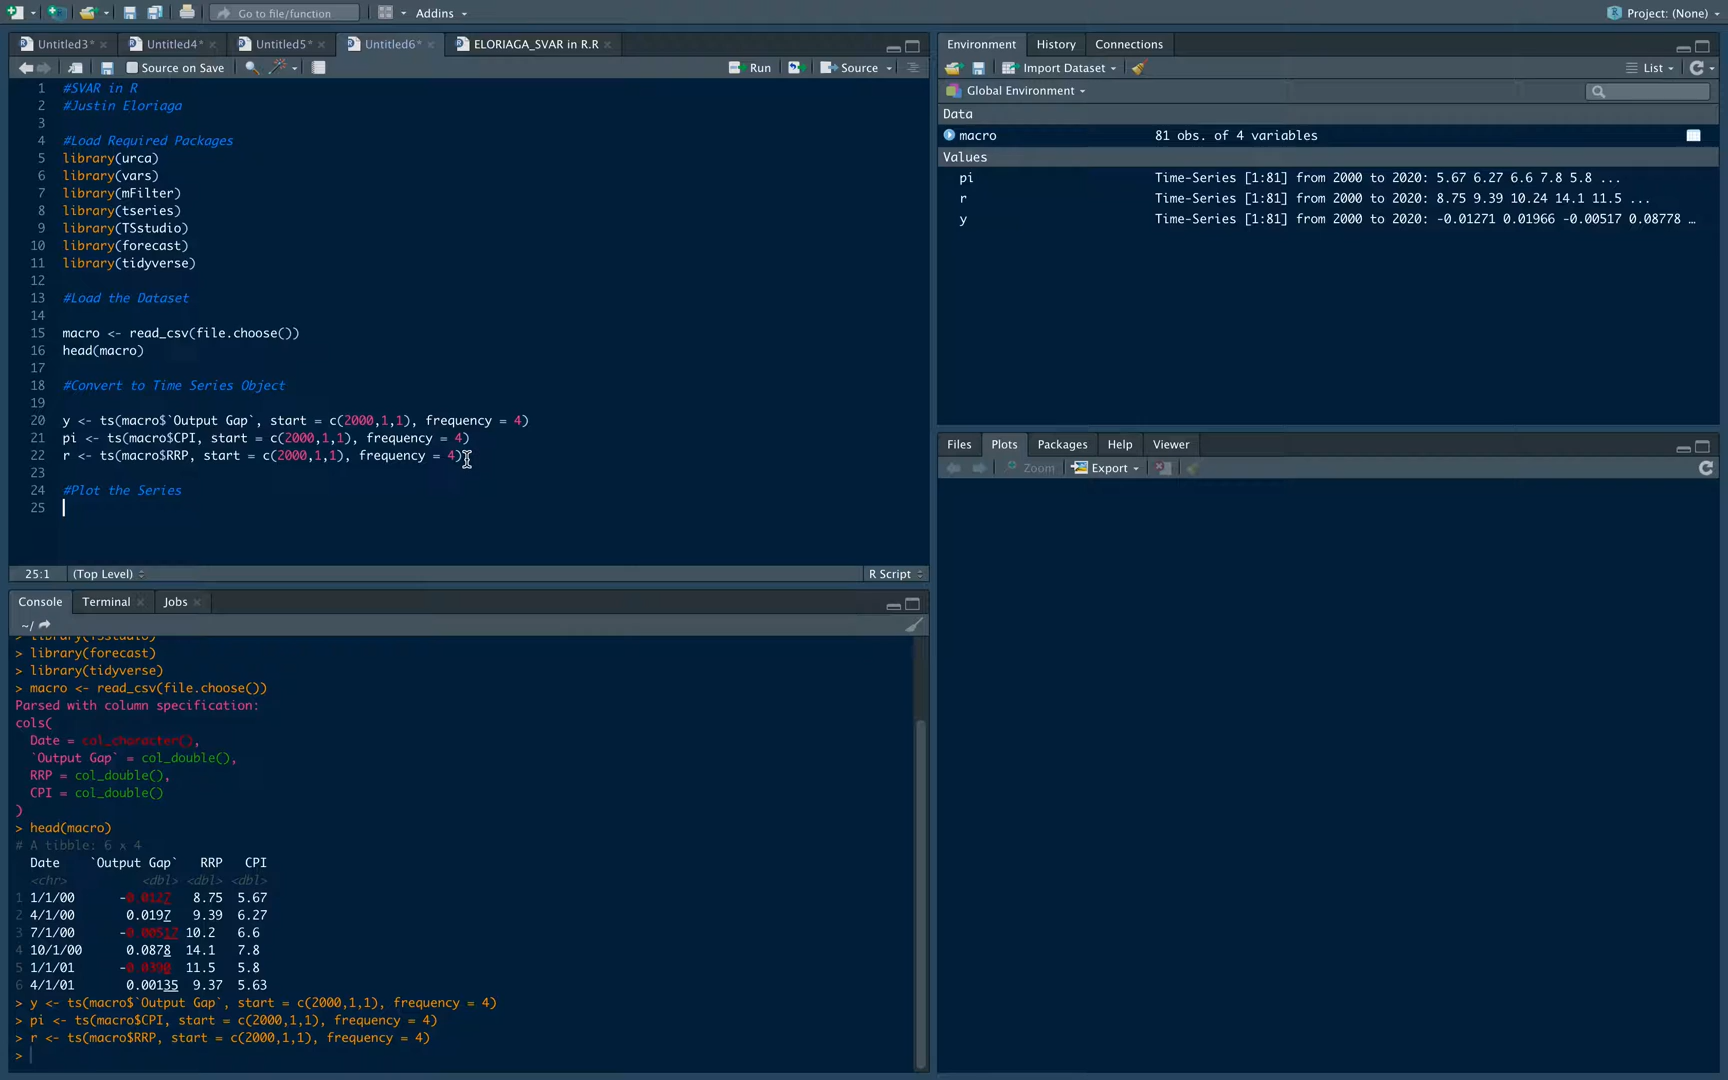 Go to file/function
Addins
Project: (None)
Untitled3*
Untitled4*
Untitled5*
Untitled6*
ELORIAGA_SVAR in R.R
Source on Save
Run
Source
1 #SVAR in R
2 #Justin Eloriaga
3
4 #Load Required Packages
5 library(urca)
6 library(vars)
7 library(mFilter)
8 library(tseries)
9 library(TSstudio)
10 library(forecast)
11 library(tidyverse)
12
13 #Load the Dataset
14
15 macro <- read_csv(file.choose())
16 head(macro)
17
18 #Convert to Time Series Object
19
20 y <- ts(macro$`Output Gap`, start = c(2000,1,1), frequency = 4)
21 pi <- ts(macro$CPI, start = c(2000,1,1), frequency = 4)
22 r <- ts(macro$RRP, start = c(2000,1,1), frequency = 4)
23
24 #Plot the Series
25
25:1 (Top Level) R Script
Console Terminal Jobs
~/
> library(TSstudio)
> library(forecast)
> library(tidyverse)
> macro <- read_csv(file.choose())
Parsed with column specification:
cols(
Date = col_character(),
`Output Gap` = col_double(),
RRP = col_double(),
CPI = col_double()
)
> head(macro)
# A tibble: 6 x 4
Date `Output Gap` RRP CPI
<chr> <dbl> <dbl> <dbl>
1 1/1/00 -0.0127 8.75 5.67
2 4/1/00 0.0197 9.39 6.27
3 7/1/00 -0.00517 10.2 6.6
4 10/1/00 0.0878 14.1 7.8
5 1/1/01 -0.0390 11.5 5.8
6 4/1/01 0.00135 9.37 5.63
> y <- ts(macro$`Output Gap`, start = c(2000,1,1), frequency = 4)
> pi <- ts(macro$CPI, start = c(2000,1,1), frequency = 4)
> r <- ts(macro$RRP, start = c(2000,1,1), frequency = 4)
>
Environment History Connections
Import Dataset
List
Global Environment
Data
macro 81 obs. of 4 variables
Values
pi Time-Series [1:81] from 2000 to 2020: 5.67 6.27 6.6 7.8 5.8 ...
r Time-Series [1:81] from 2000 to 2020: 8.75 9.39 10.24 14.1 11.5 ...
y Time-Series [1:81] from 2000 to 2020: -0.01271 0.01966 -0.00517 0.08778 …
Files Plots Packages Help Viewer
Zoom Export